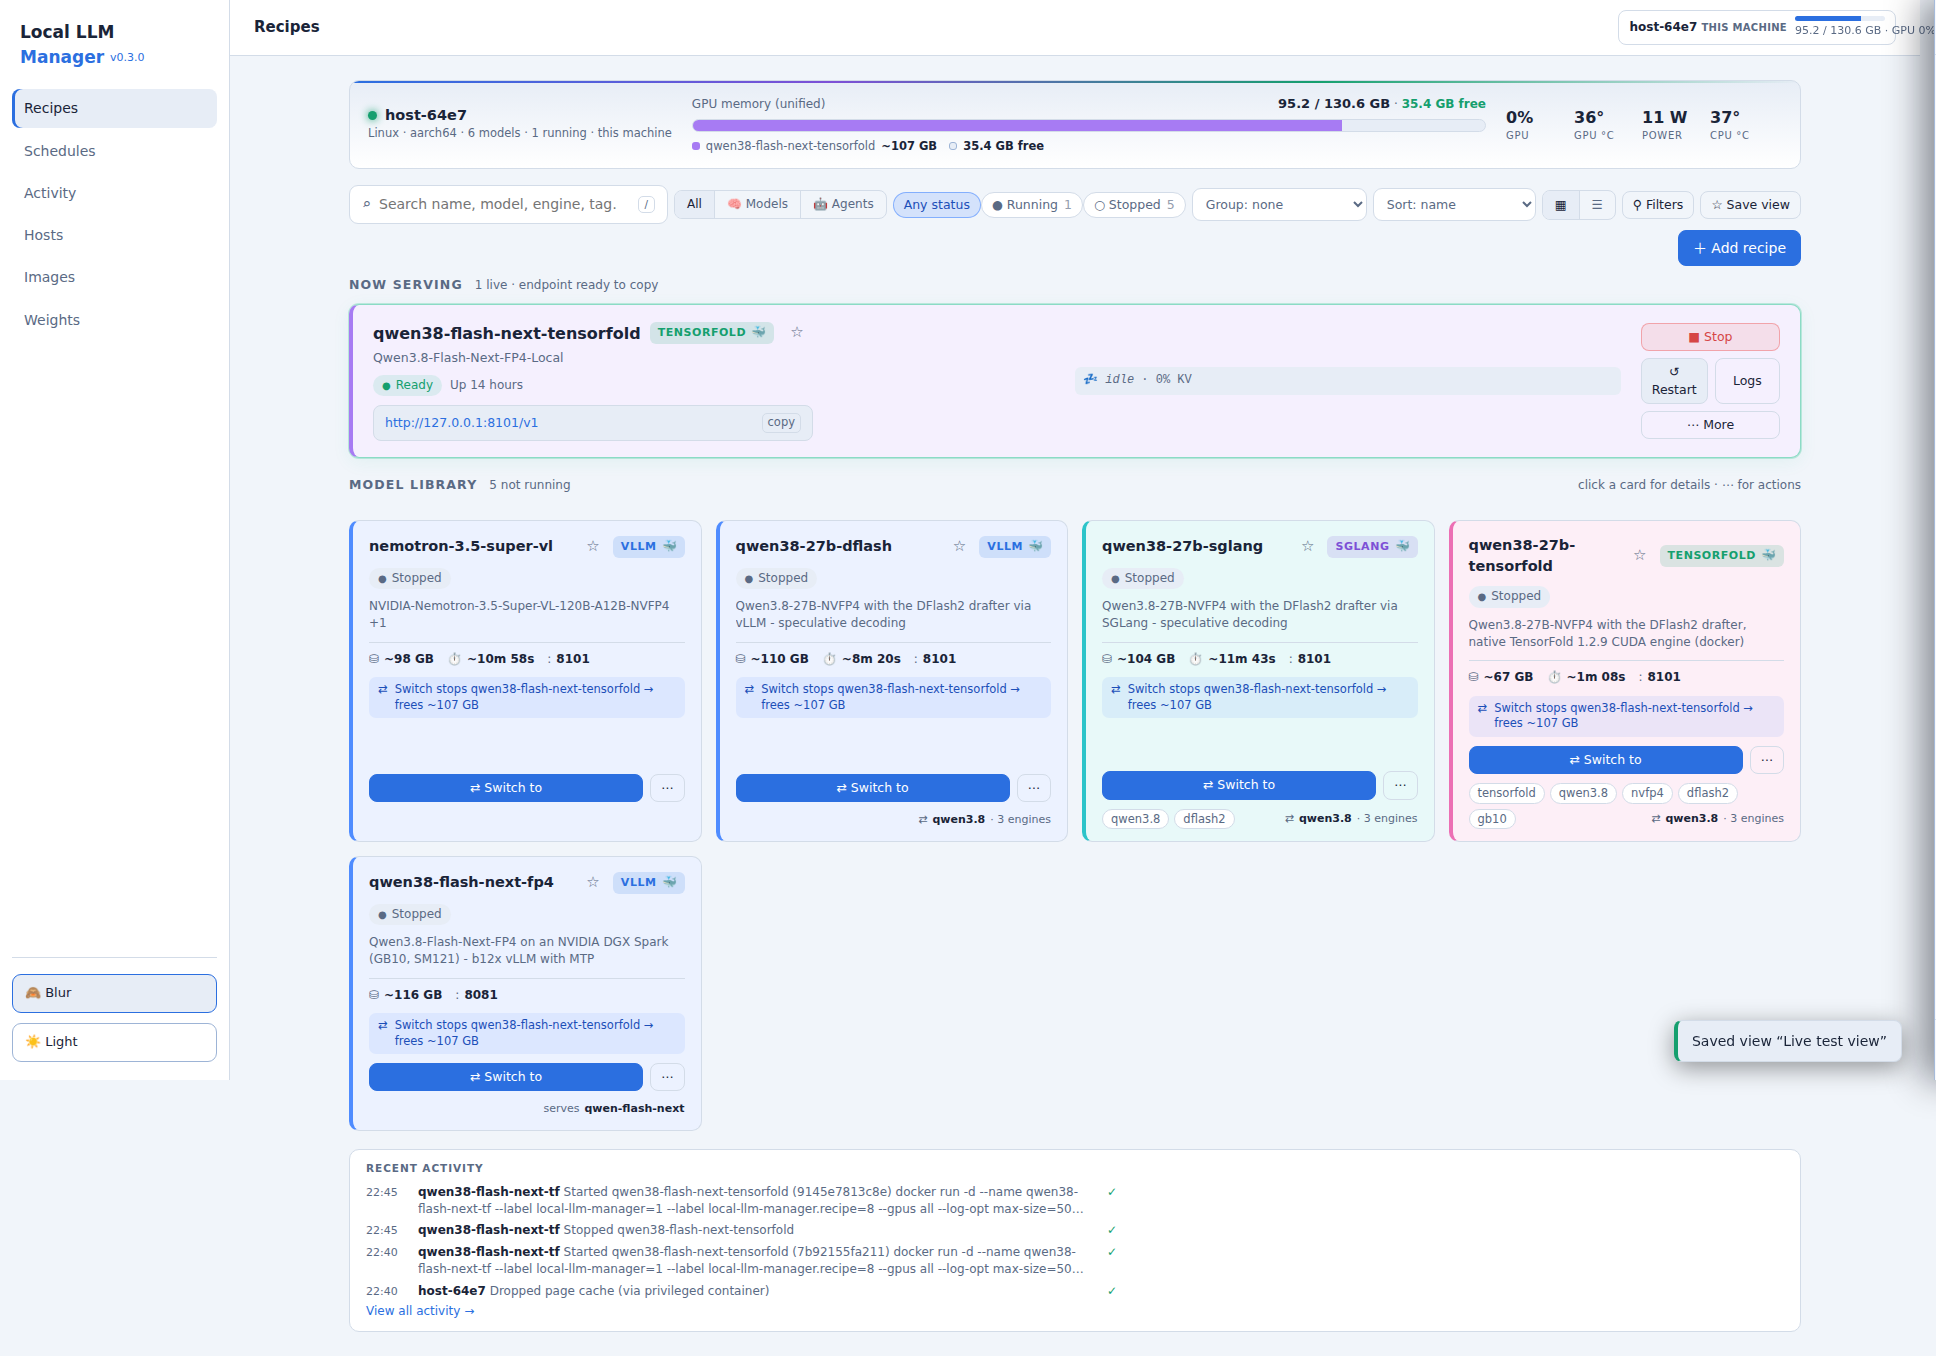 Local LLM
Manager v0.3.0
Recipes
Schedules
Activity
Settings
Hosts
Images
Weights
🙈 Blur
☀️ Light
Recipes
host-64e7 THIS MACHINE
95.2 / 130.6 GB · GPU 0%
host-64e7
Linux · aarch64 · 6 models · 1 running · this machine
GPU memory (unified)
95.2 / 130.6 GB · 35.4 GB free
qwen38-flash-next-tensorfold ~107 GB 35.4 GB free
0%
GPU
36°
GPU °C
11 W
POWER
37°
CPU °C
Search name, model, engine, tag. /
All 🧠 Models 🤖 Agents
Any status ● Running 1 ○ Stopped 5
Group: none
Sort: name
▦ ☰
⚲ Filters
☆ Save view
+ Add recipe
NOW SERVING 1 live · endpoint ready to copy
qwen38-flash-next-tensorfold TENSORFOLD 🐳 ☆
Qwen3.8-Flash-Next-FP4-Local
● Ready Up 14 hours
http://127.0.0.1:8101/v1 copy
💤 idle · 0% KV
■ Stop
↺ Restart
Logs
⋯ More
MODEL LIBRARY 5 not running
click a card for details · ⋯ for actions
nemotron-3.5-super-vl ☆ VLLM 🐳
● Stopped
NVIDIA-Nemotron-3.5-Super-VL-120B-A12B-NVFP4
+1
~98 GB ⏱️ ~10m 58s : 8101
⇄ Switch stops qwen38-flash-next-tensorfold →
frees ~107 GB
⇄ Switch to ⋯
qwen38-27b-dflash ☆ VLLM 🐳
● Stopped
Qwen3.8-27B-NVFP4 with the DFlash2 drafter via
vLLM - speculative decoding
~110 GB ⏱️ ~8m 20s : 8101
⇄ Switch stops qwen38-flash-next-tensorfold →
frees ~107 GB
⇄ Switch to ⋯
⇄ qwen3.8 · 3 engines
qwen38-27b-sglang ☆ SGLANG 🐳
● Stopped
Qwen3.8-27B-NVFP4 with the DFlash2 drafter via
SGLang - speculative decoding
~104 GB ⏱️ ~11m 43s : 8101
⇄ Switch stops qwen38-flash-next-tensorfold →
frees ~107 GB
⇄ Switch to ⋯
qwen3.8 dflash2 ⇄ qwen3.8 · 3 engines
qwen38-27b-
tensorfold ☆ TENSORFOLD 🐳
● Stopped
Qwen3.8-27B-NVFP4 with the DFlash2 drafter,
native TensorFold 1.2.9 CUDA engine (docker)
~67 GB ⏱️ ~1m 08s : 8101
⇄ Switch stops qwen38-flash-next-tensorfold →
frees ~107 GB
⇄ Switch to ⋯
tensorfold qwen3.8 nvfp4 dflash2
gb10 ⇄ qwen3.8 · 3 engines
qwen38-flash-next-fp4 ☆ VLLM 🐳
● Stopped
Qwen3.8-Flash-Next-FP4 on an NVIDIA DGX Spark
(GB10, SM121) - b12x vLLM with MTP
~116 GB : 8081
⇄ Switch stops qwen38-flash-next-tensorfold →
frees ~107 GB
⇄ Switch to ⋯
serves qwen-flash-next
Saved view “Live test view”
RECENT ACTIVITY
22:45 qwen38-flash-next-tf Started qwen38-flash-next-tensorfold (9145e7813c8e) docker run -d --name qwen38- ✓
flash-next-tf --label local-llm-manager=1 --label local-llm-manager.recipe=8 --gpus all --log-opt max-size=50…
22:45 qwen38-flash-next-tf Stopped qwen38-flash-next-tensorfold ✓
22:40 qwen38-flash-next-tf Started qwen38-flash-next-tensorfold (7b92155fa211) docker run -d --name qwen38- ✓
flash-next-tf --label local-llm-manager=1 --label local-llm-manager.recipe=8 --gpus all --log-opt max-size=50…
22:40 host-64e7 Dropped page cache (via privileged container) ✓
View all activity →